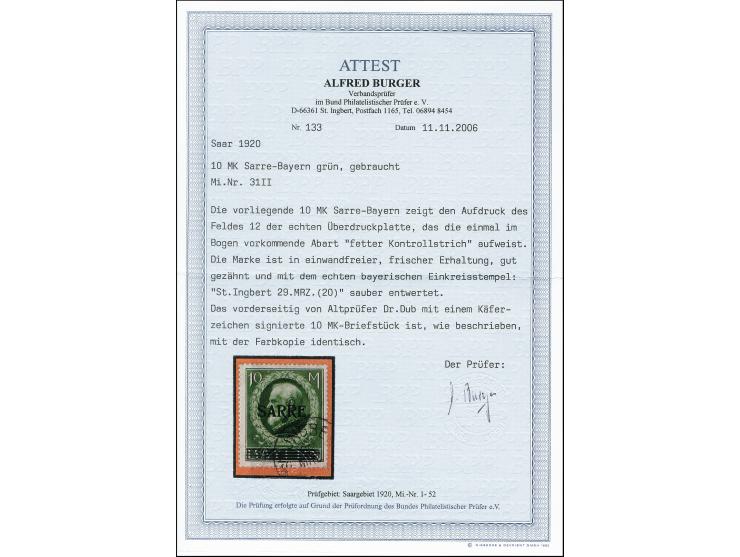 ATTEST
ALFRED BURGER
Verbandsprüfer
im Bund Philatelistischer Prüfer e. V.
D-66361 St. Ingbert, Postfach 1165, Tel. 06894 8454
Nr. 133 Datum 11.11.2006
Saar 1920
10 MK Sarre-Bayern grün, gebraucht
Mi.Nr. 31II
Die vorliegende 10 MK Sarre-Bayern zeigt den Aufdruck des
Feldes 12 der echten Überdruckplatte, das die einmal im
Bogen vorkommende Abart "fetter Kontrollstrich" aufweist.
Die Marke ist in einwandfreier, frischer Erhaltung, gut
gezähnt und mit dem echten bayerischen Einkreisstempel:
"St.Ingbert 29.MRZ.(20)" sauber entwertet.
Das vorderseitig von Altprüfer Dr.Dub mit einem Käfer-
zeichen signierte 10 MK-Briefstück ist, wie beschrieben,
mit der Farbkopie identisch.
Der Prüfer:
10 M
SARRE
Prüfgebiet: Saargebiet 1920, Mi.-Nr. 1- 52
Die Prüfung erfolgte auf Grund der Prüfordnung des Bundes Philatelistischer Prüfer e.V.